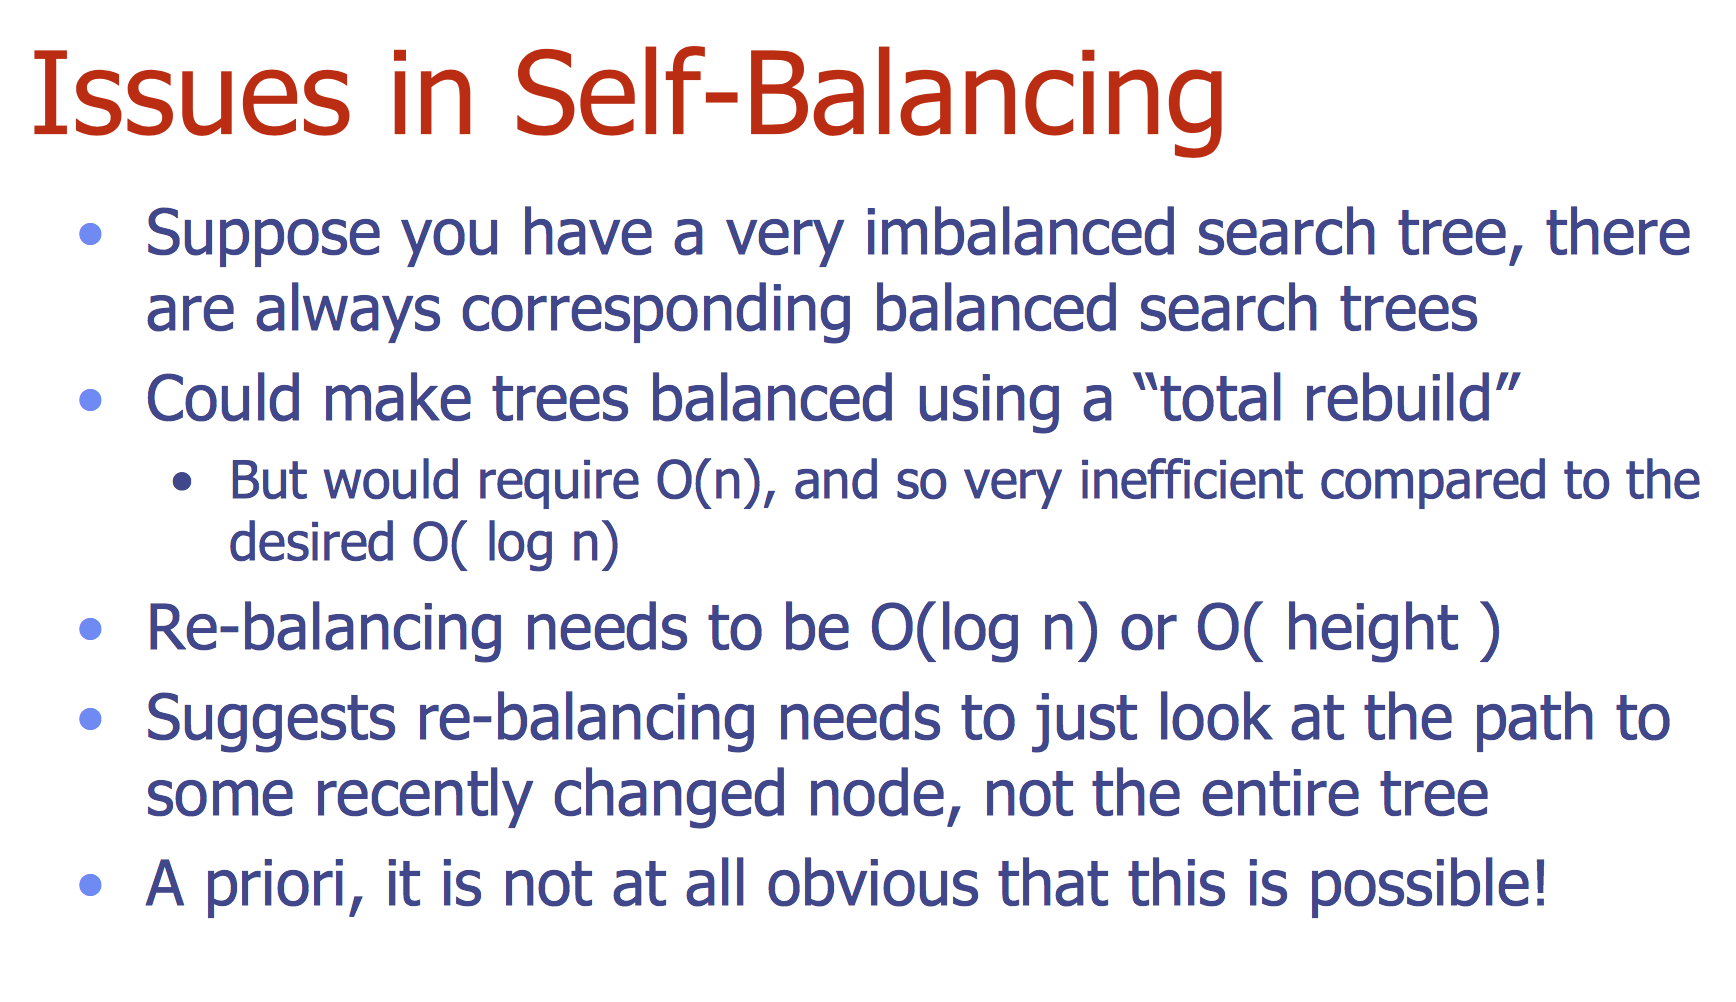 Issues in Self-Balancing
• Suppose you have a very imbalanced search tree, there
are always corresponding balanced search trees
• Could make trees balanced using a “total rebuild”
• But would require O(n), and so very inefficient compared to the
desired O( log n)
• Re-balancing needs to be O(log n) or O( height )
• Suggests re-balancing needs to just look at the path to
some recently changed node, not the entire tree
• A priori, it is not at all obvious that this is possible!